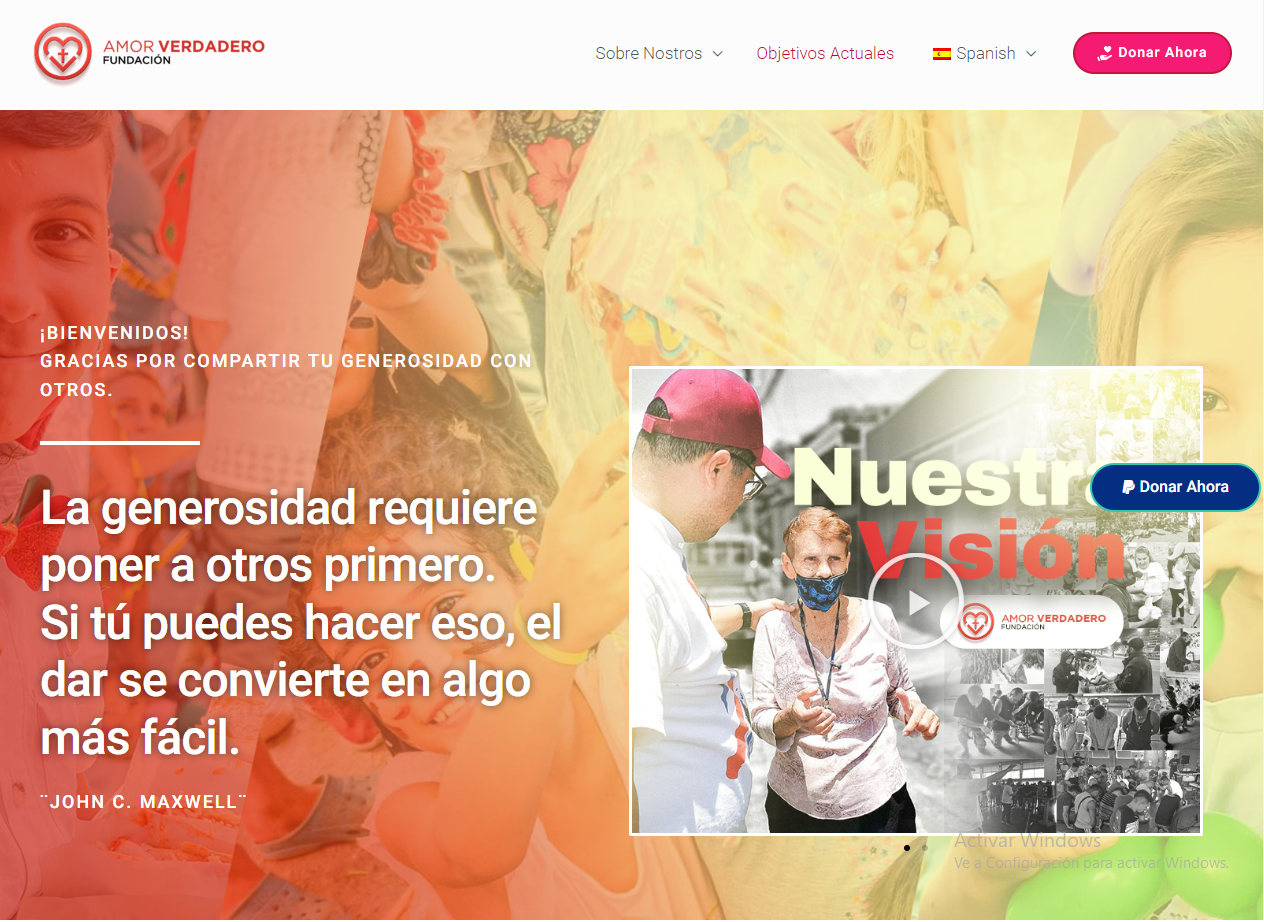 AMOR VERDADERO
FUNDACIÓN
Sobre Nostros
Objetivos Actuales
Spanish
Donar Ahora
¡BIENVENIDOS!
GRACIAS POR COMPARTIR TU GENEROSIDAD CON
OTROS.
La generosidad requiere
poner a otros primero.
Si tú puedes hacer eso, el
dar se convierte en algo
más fácil.
¨JOHN C. MAXWELL¨
Nuestra
Donar Ahora
Visión
AMOR VERDADERO
FUNDACIÓN
Activar Windows
Ve a Configuración para activar Windows.